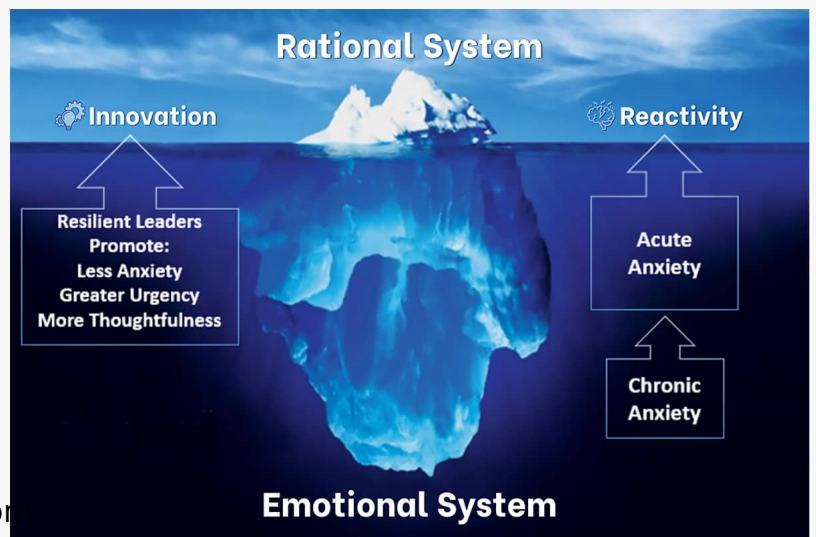 Rational System
Innovation
Reactivity
Resilient Leaders
Promote:
Less Anxiety
Greater Urgency
More Thoughtfulness
Acute
Anxiety
Chronic
Anxiety
Emotional System